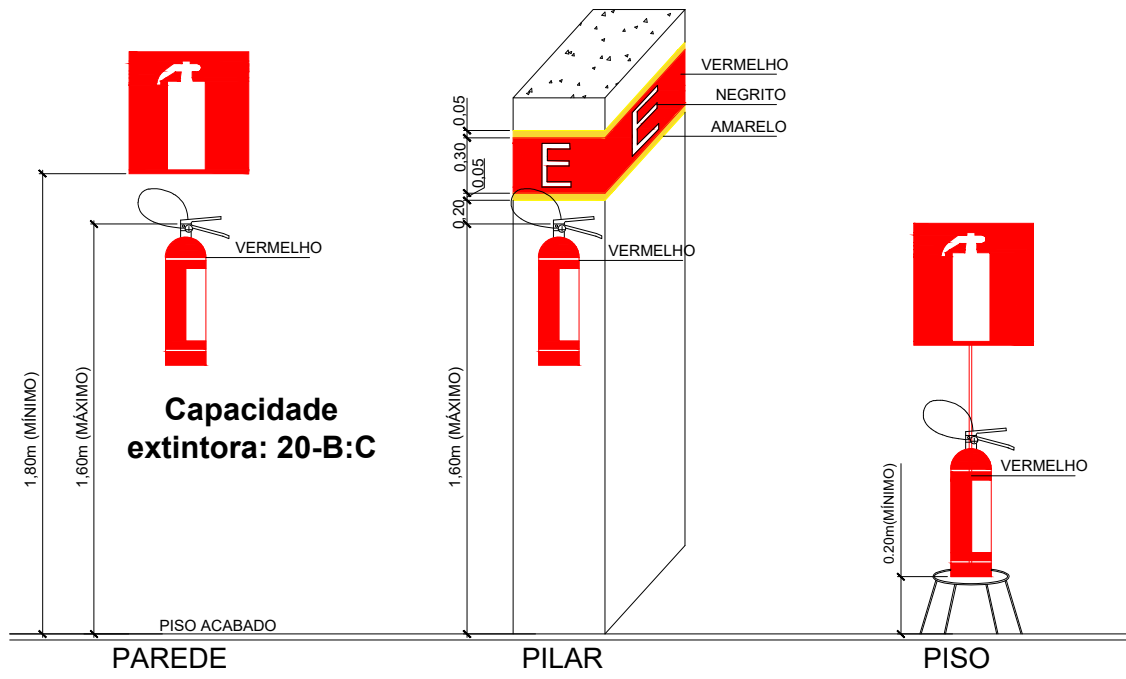 VERMELHO
NEGRITO
AMARELO
0,05
0,30
0,05
0,20
E
E
VERMELHO
VERMELHO
1,80m (MÍNIMO)
1,60m (MÁXIMO)
Capacidade
extintora: 20-B:C
1,60m (MÁXIMO)
VERMELHO
0.20m(MÍNIMO)
PISO ACABADO
PAREDE
PILAR
PISO